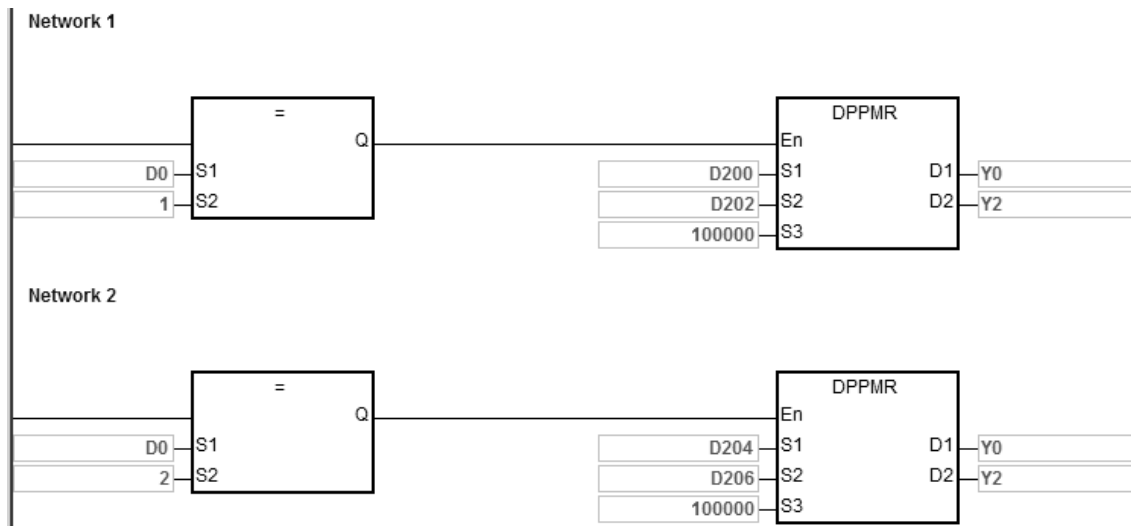 Network 1
= DPPMR
Q En
D0 S1 D200 S1 D1 Y0
1 S2 D202 S2 D2 Y2
100000 S3
Network 2
= DPPMR
Q En
D0 S1 D204 S1 D1 Y0
2 S2 D206 S2 D2 Y2
100000 S3